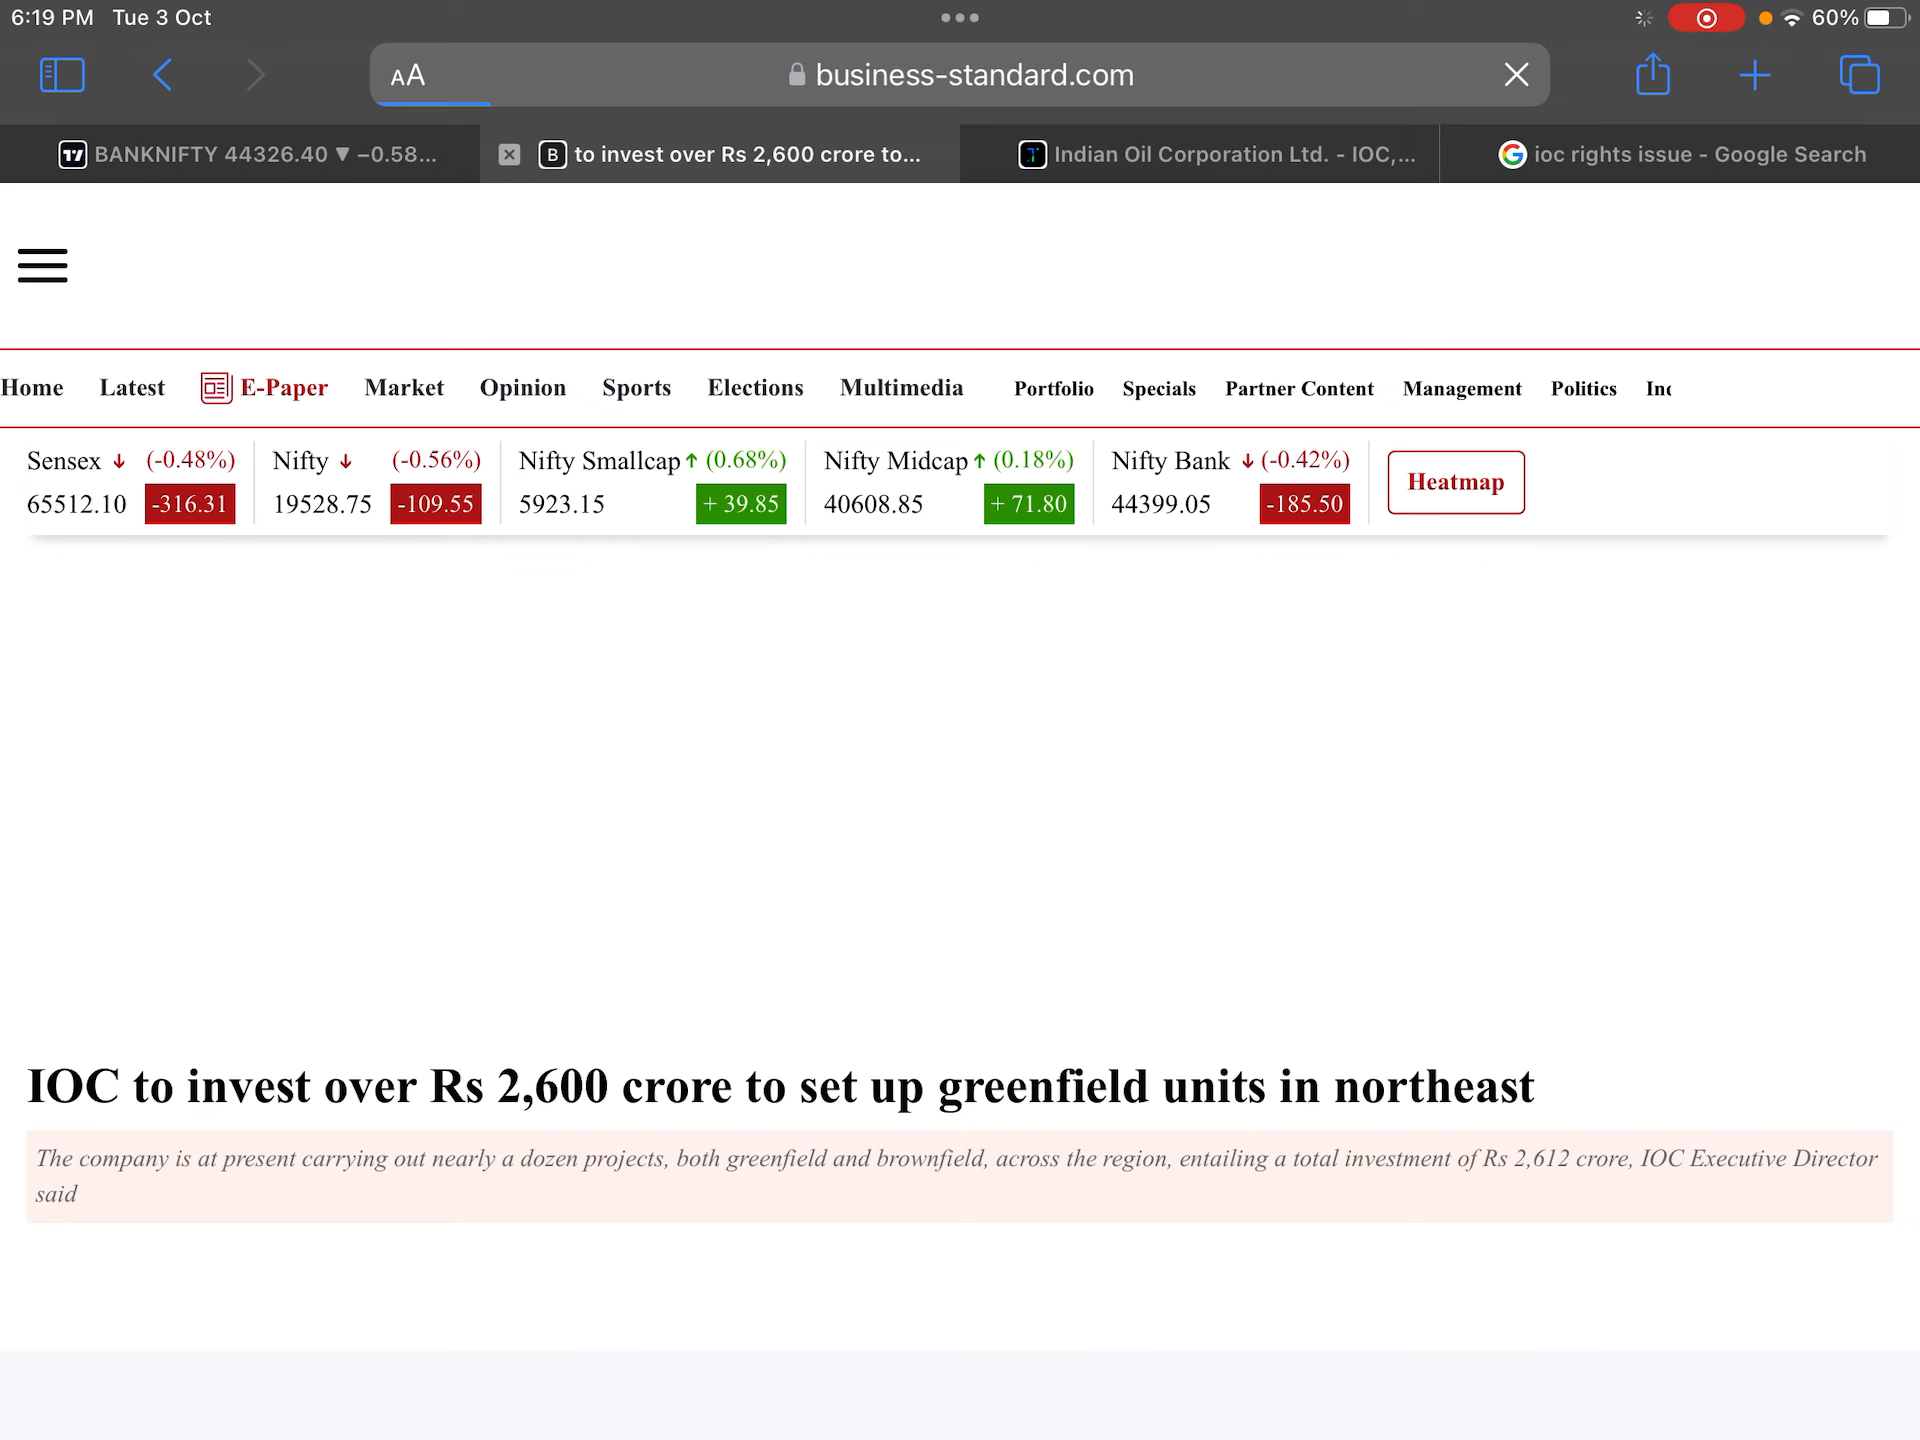 6:19 PM Tue 3 Oct
60%
AA business-standard.com
BANKNIFTY 44326.40 ▼ −0.58...
B to invest over Rs 2,600 crore to...
Indian Oil Corporation Ltd. - IOC,...
ioc rights issue - Google Search
Home Latest E-Paper Market Opinion Sports Elections Multimedia Portfolio Specials Partner Content Management Politics Inc
Sensex ↓ (-0.48%) Nifty ↓ (-0.56%) Nifty Smallcap ↑ (0.68%) Nifty Midcap ↑ (0.18%) Nifty Bank ↓ (-0.42%) Heatmap
65512.10 -316.31 19528.75 -109.55 5923.15 + 39.85 40608.85 + 71.80 44399.05 -185.50
IOC to invest over Rs 2,600 crore to set up greenfield units in northeast
The company is at present carrying out nearly a dozen projects, both greenfield and brownfield, across the region, entailing a total investment of Rs 2,612 crore, IOC Executive Director
said